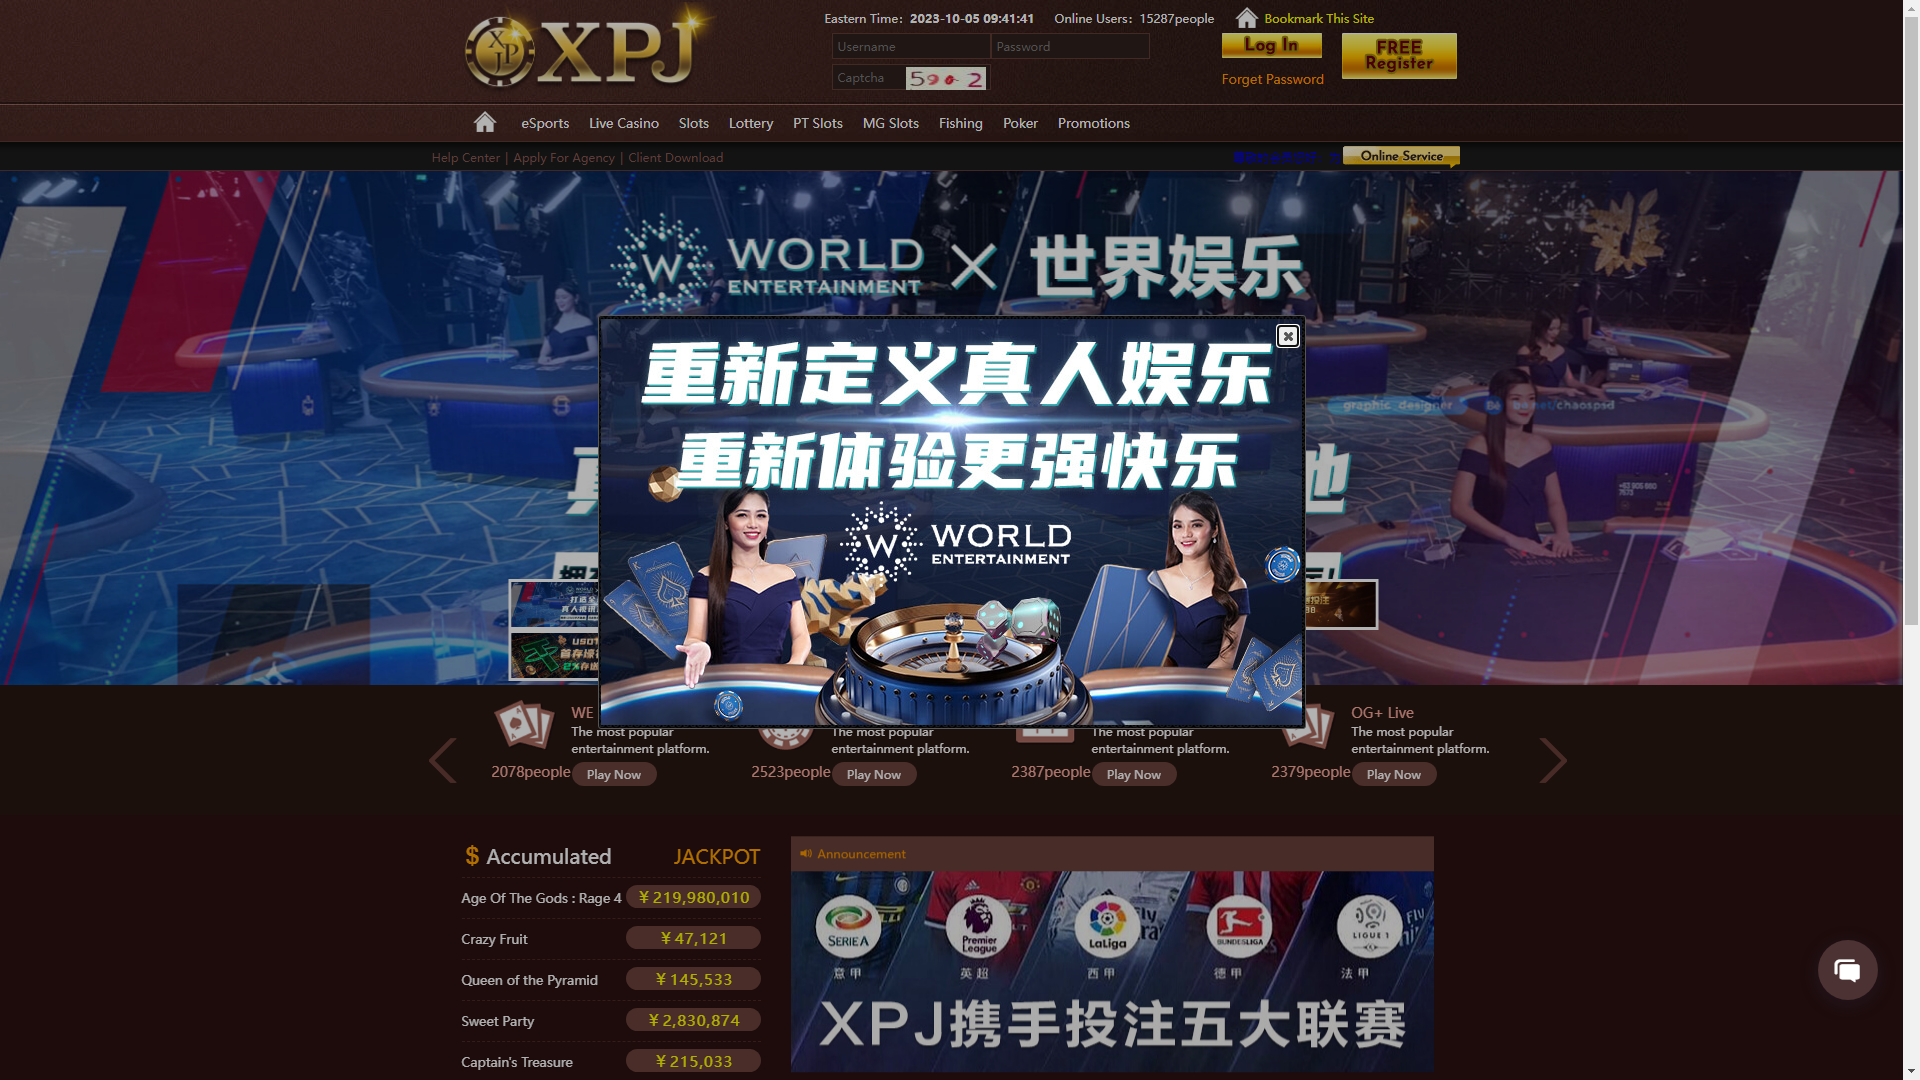 XPJ
Eastern Time: 2023-10-05 09:41:41
Online Users: 15287people
Bookmark This Site
Username
Password
Log In
FREE Register
Captcha
Forget Password
eSports
Live Casino
Slots
Lottery
PT Slots
MG Slots
Fishing
Poker
Promotions
Help Center | Apply For Agency | Client Download
Online Service
W WORLD ENTERTAINMENT × 世界娱乐
重新定义真人娱乐
重新体验更强快乐
W WORLD
ENTERTAINMENT
graphic designer
WE
The most popular
entertainment platform.
2078people
Play Now
The most popular
entertainment platform.
2523people
Play Now
The most popular
entertainment platform.
2387people
Play Now
OG+ Live
The most popular
entertainment platform.
2379people
Play Now
$ Accumulated
JACKPOT
Age Of The Gods : Rage 4
¥ 219,980,010
Crazy Fruit
¥ 47,121
Queen of the Pyramid
¥ 145,533
Sweet Party
¥ 2,830,874
Captain's Treasure
¥ 215,033
Announcement
SERIE A
Premier League
LaLiga
BUNDESLIGA
LIGUE 1
意甲
英超
西甲
德甲
法甲
XPJ携手投注五大联赛